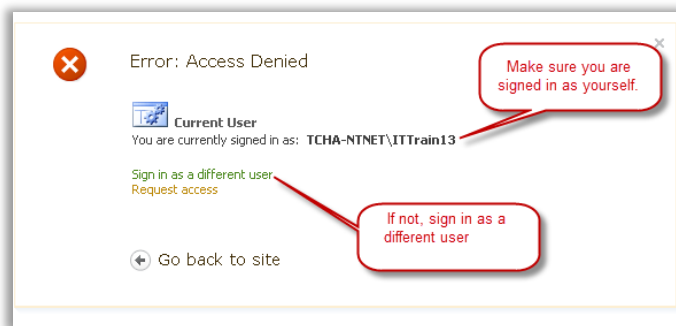 Error: Access Denied
Make sure you are
signed in as yourself.
Current User
You are currently signed in as: TCHA-NTNET\ITTrain13
Sign in as a different user
Request access
If not, sign in as a
different user
Go back to site